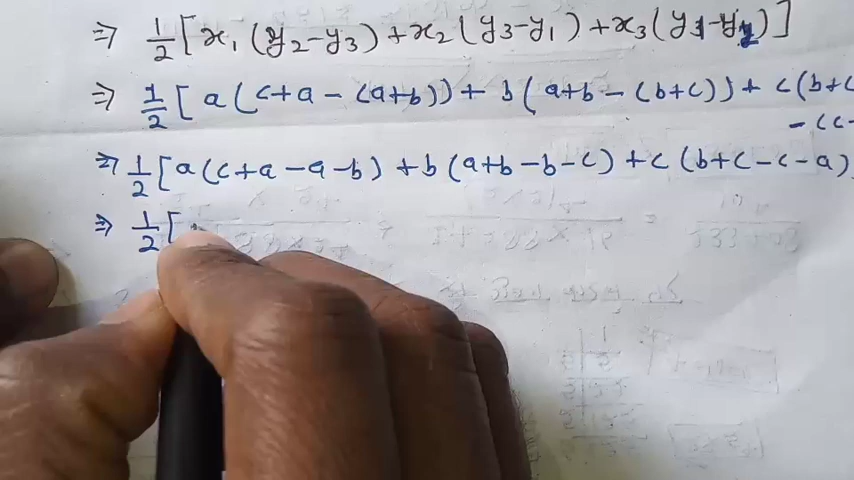 ⇒ 1/2 [x₁(y₂-y₃)+x₂(y₃-y₁)+x₃(y₁-y₂)]
⇒ 1/2 [a(c+a-(a+b))+b(a+b-(b+c))+c(b+c
-(c-
⇒ 1/2 [a(c+a-a-b)+b(a+b-b-c)+c(b+c-c-a)
⇒ 1/2 [